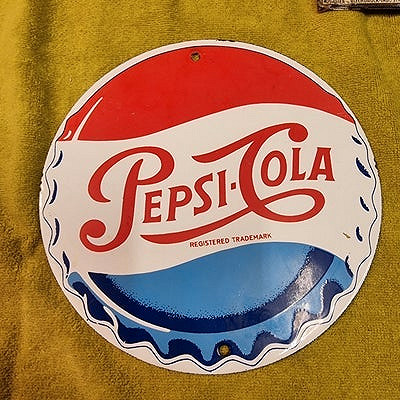 PEPSI-COLA
REGISTERED TRADEMARK